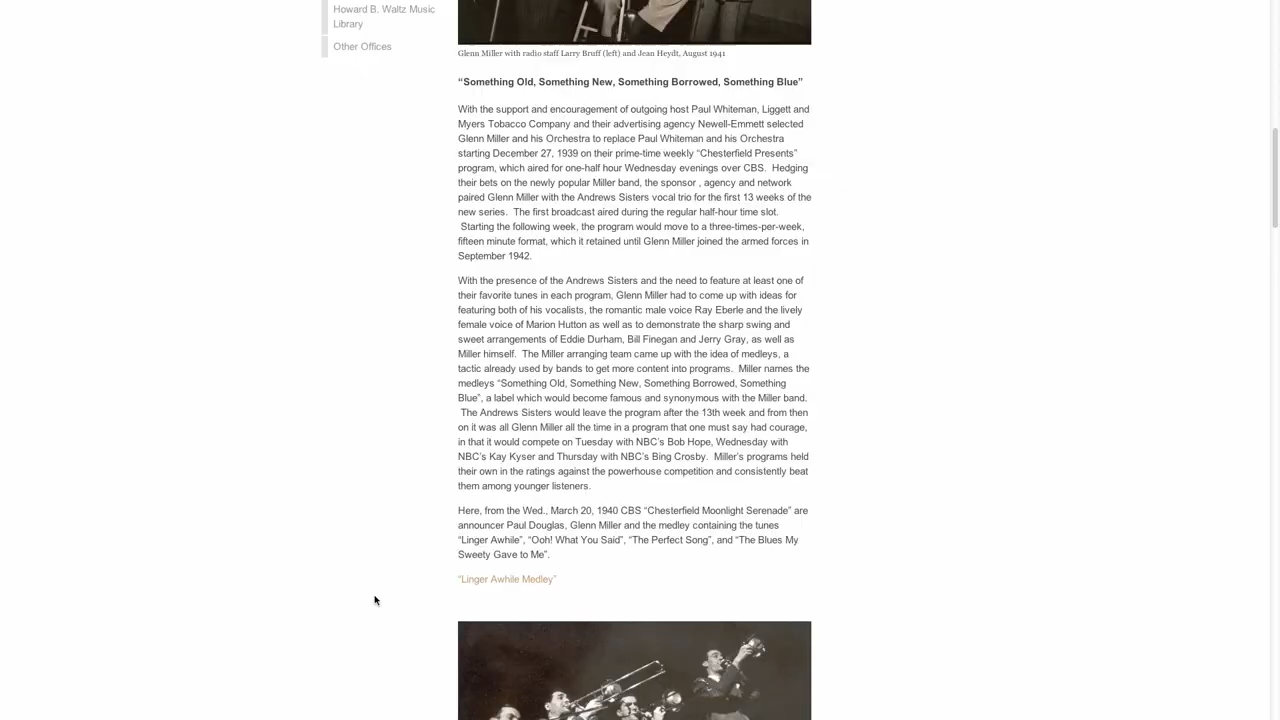 Howard B. Waltz Music
Library
Other Offices
Glenn Miller with radio staff Larry Bruff (left) and Jean Heydt, August 1941
“Something Old, Something New, Something Borrowed, Something Blue”
With the support and encouragement of outgoing host Paul Whiteman, Liggett and
Myers Tobacco Company and their advertising agency Newell-Emmett selected
Glenn Miller and his Orchestra to replace Paul Whiteman and his Orchestra
starting December 27, 1939 on their prime-time weekly “Chesterfield Presents”
program, which aired for one-half hour Wednesday evenings over CBS.  Hedging
their bets on the newly popular Miller band, the sponsor , agency and network
paired Glenn Miller with the Andrews Sisters vocal trio for the first 13 weeks of the
new series.  The first broadcast aired during the regular half-hour time slot.
Starting the following week, the program would move to a three-times-per-week,
fifteen minute format, which it retained until Glenn Miller joined the armed forces in
September 1942.
With the presence of the Andrews Sisters and the need to feature at least one of
their favorite tunes in each program, Glenn Miller had to come up with ideas for
featuring both of his vocalists, the romantic male voice Ray Eberle and the lively
female voice of Marion Hutton as well as to demonstrate the sharp swing and
sweet arrangements of Eddie Durham, Bill Finegan and Jerry Gray, as well as
Miller himself.  The Miller arranging team came up with the idea of medleys, a
tactic already used by bands to get more content into programs.  Miller names the
medleys “Something Old, Something New, Something Borrowed, Something
Blue”, a label which would become famous and synonymous with the Miller band.
The Andrews Sisters would leave the program after the 13th week and from then
on it was all Glenn Miller all the time in a program that one must say had courage,
in that it would compete on Tuesday with NBC’s Bob Hope, Wednesday with
NBC’s Kay Kyser and Thursday with NBC’s Bing Crosby.  Miller’s programs held
their own in the ratings against the powerhouse competition and consistently beat
them among younger listeners.
Here, from the Wed., March 20, 1940 CBS “Chesterfield Moonlight Serenade” are
announcer Paul Douglas, Glenn Miller and the medley containing the tunes
“Linger Awhile”, “Ooh! What You Said”, “The Perfect Song”, and “The Blues My
Sweety Gave to Me”.
“Linger Awhile Medley”